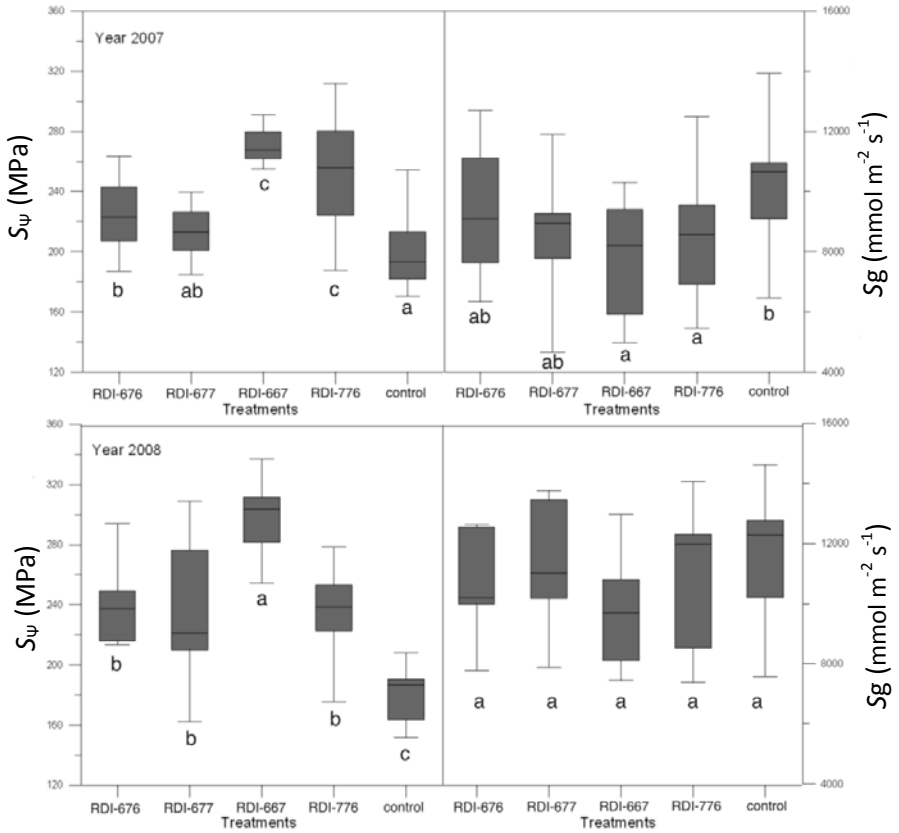 360
16000
Year 2007
320
280
12000
240
200
8000
160
120
4000
Sψ (MPa)
Sg (mmol m⁻² s⁻¹)
b ab c c a
ab ab a a b
RDI-676 RDI-677 RDI-667 RDI-776 control RDI-676 RDI-677 RDI-667 RDI-776 control
Treatments Treatments
360
16000
Year 2008
320
280
12000
240
200
8000
160
120
4000
Sψ (MPa)
Sg (mmol m⁻² s⁻¹)
b b a b c
a a a a a
RDI-676 RDI-677 RDI-667 RDI-776 control RDI-676 RDI-677 RDI-667 RDI-776 control
Treatments Treatments